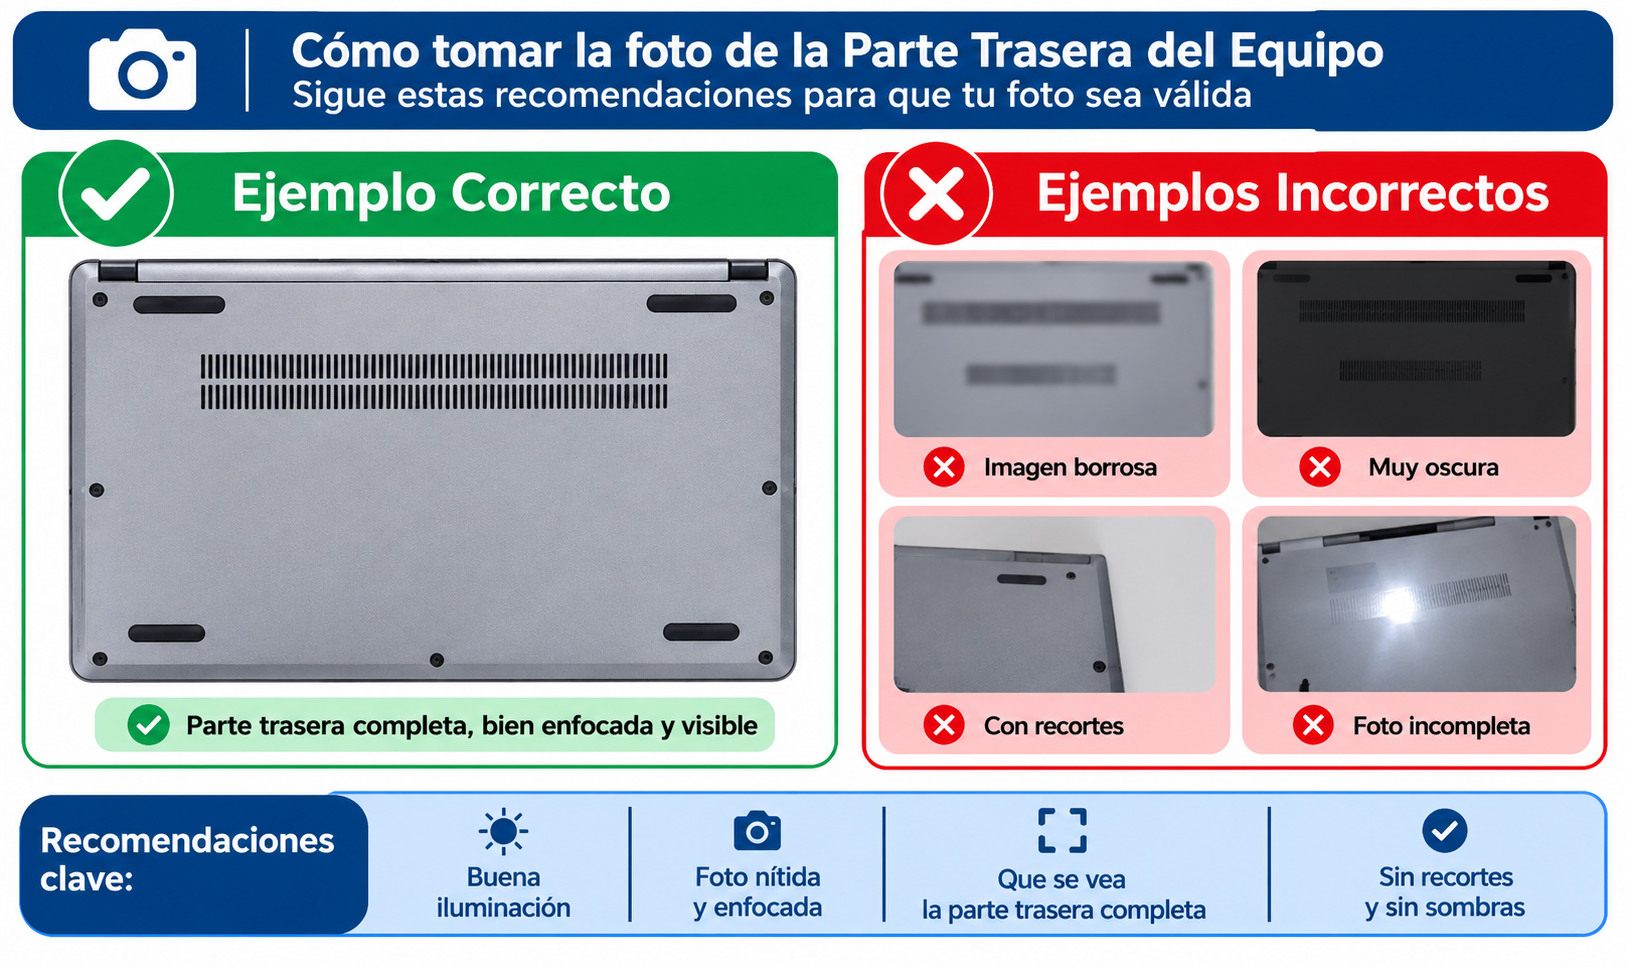 Cómo tomar la foto de la Parte Trasera del Equipo
Sigue estas recomendaciones para que tu foto sea válida
Ejemplo Correcto
Parte trasera completa, bien enfocada y visible
Ejemplos Incorrectos
Imagen borrosa
Muy oscura
Con recortes
Foto incompleta
Recomendaciones
clave:
Buena
iluminación
Foto nítida
y enfocada
Que se vea
la parte trasera completa
Sin recortes
y sin sombras